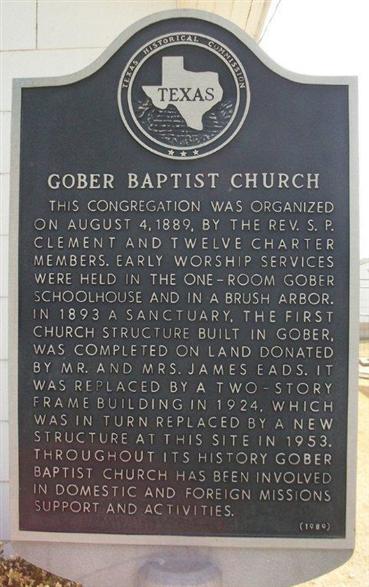 TEXAS HISTORICAL COMMISSION
TEXAS
GOBER BAPTIST CHURCH
THIS CONGREGATION WAS ORGANIZED
ON AUGUST 4, 1889, BY THE REV. S. P.
CLEMENT AND TWELVE CHARTER
MEMBERS. EARLY WORSHIP SERVICES
WERE HELD IN THE ONE-ROOM GOBER
SCHOOLHOUSE AND IN A BRUSH ARBOR.
IN 1893 A SANCTUARY, THE FIRST
CHURCH STRUCTURE BUILT IN GOBER,
WAS COMPLETED ON LAND DONATED
BY MR. AND MRS. JAMES EADS. IT
WAS REPLACED BY A TWO-STORY
FRAME BUILDING IN 1924, WHICH
WAS IN TURN REPLACED BY A NEW
STRUCTURE AT THIS SITE IN 1953.
THROUGHOUT ITS HISTORY GOBER
BAPTIST CHURCH HAS BEEN INVOLVED
IN DOMESTIC AND FOREIGN MISSIONS
SUPPORT AND ACTIVITIES.
(1989)